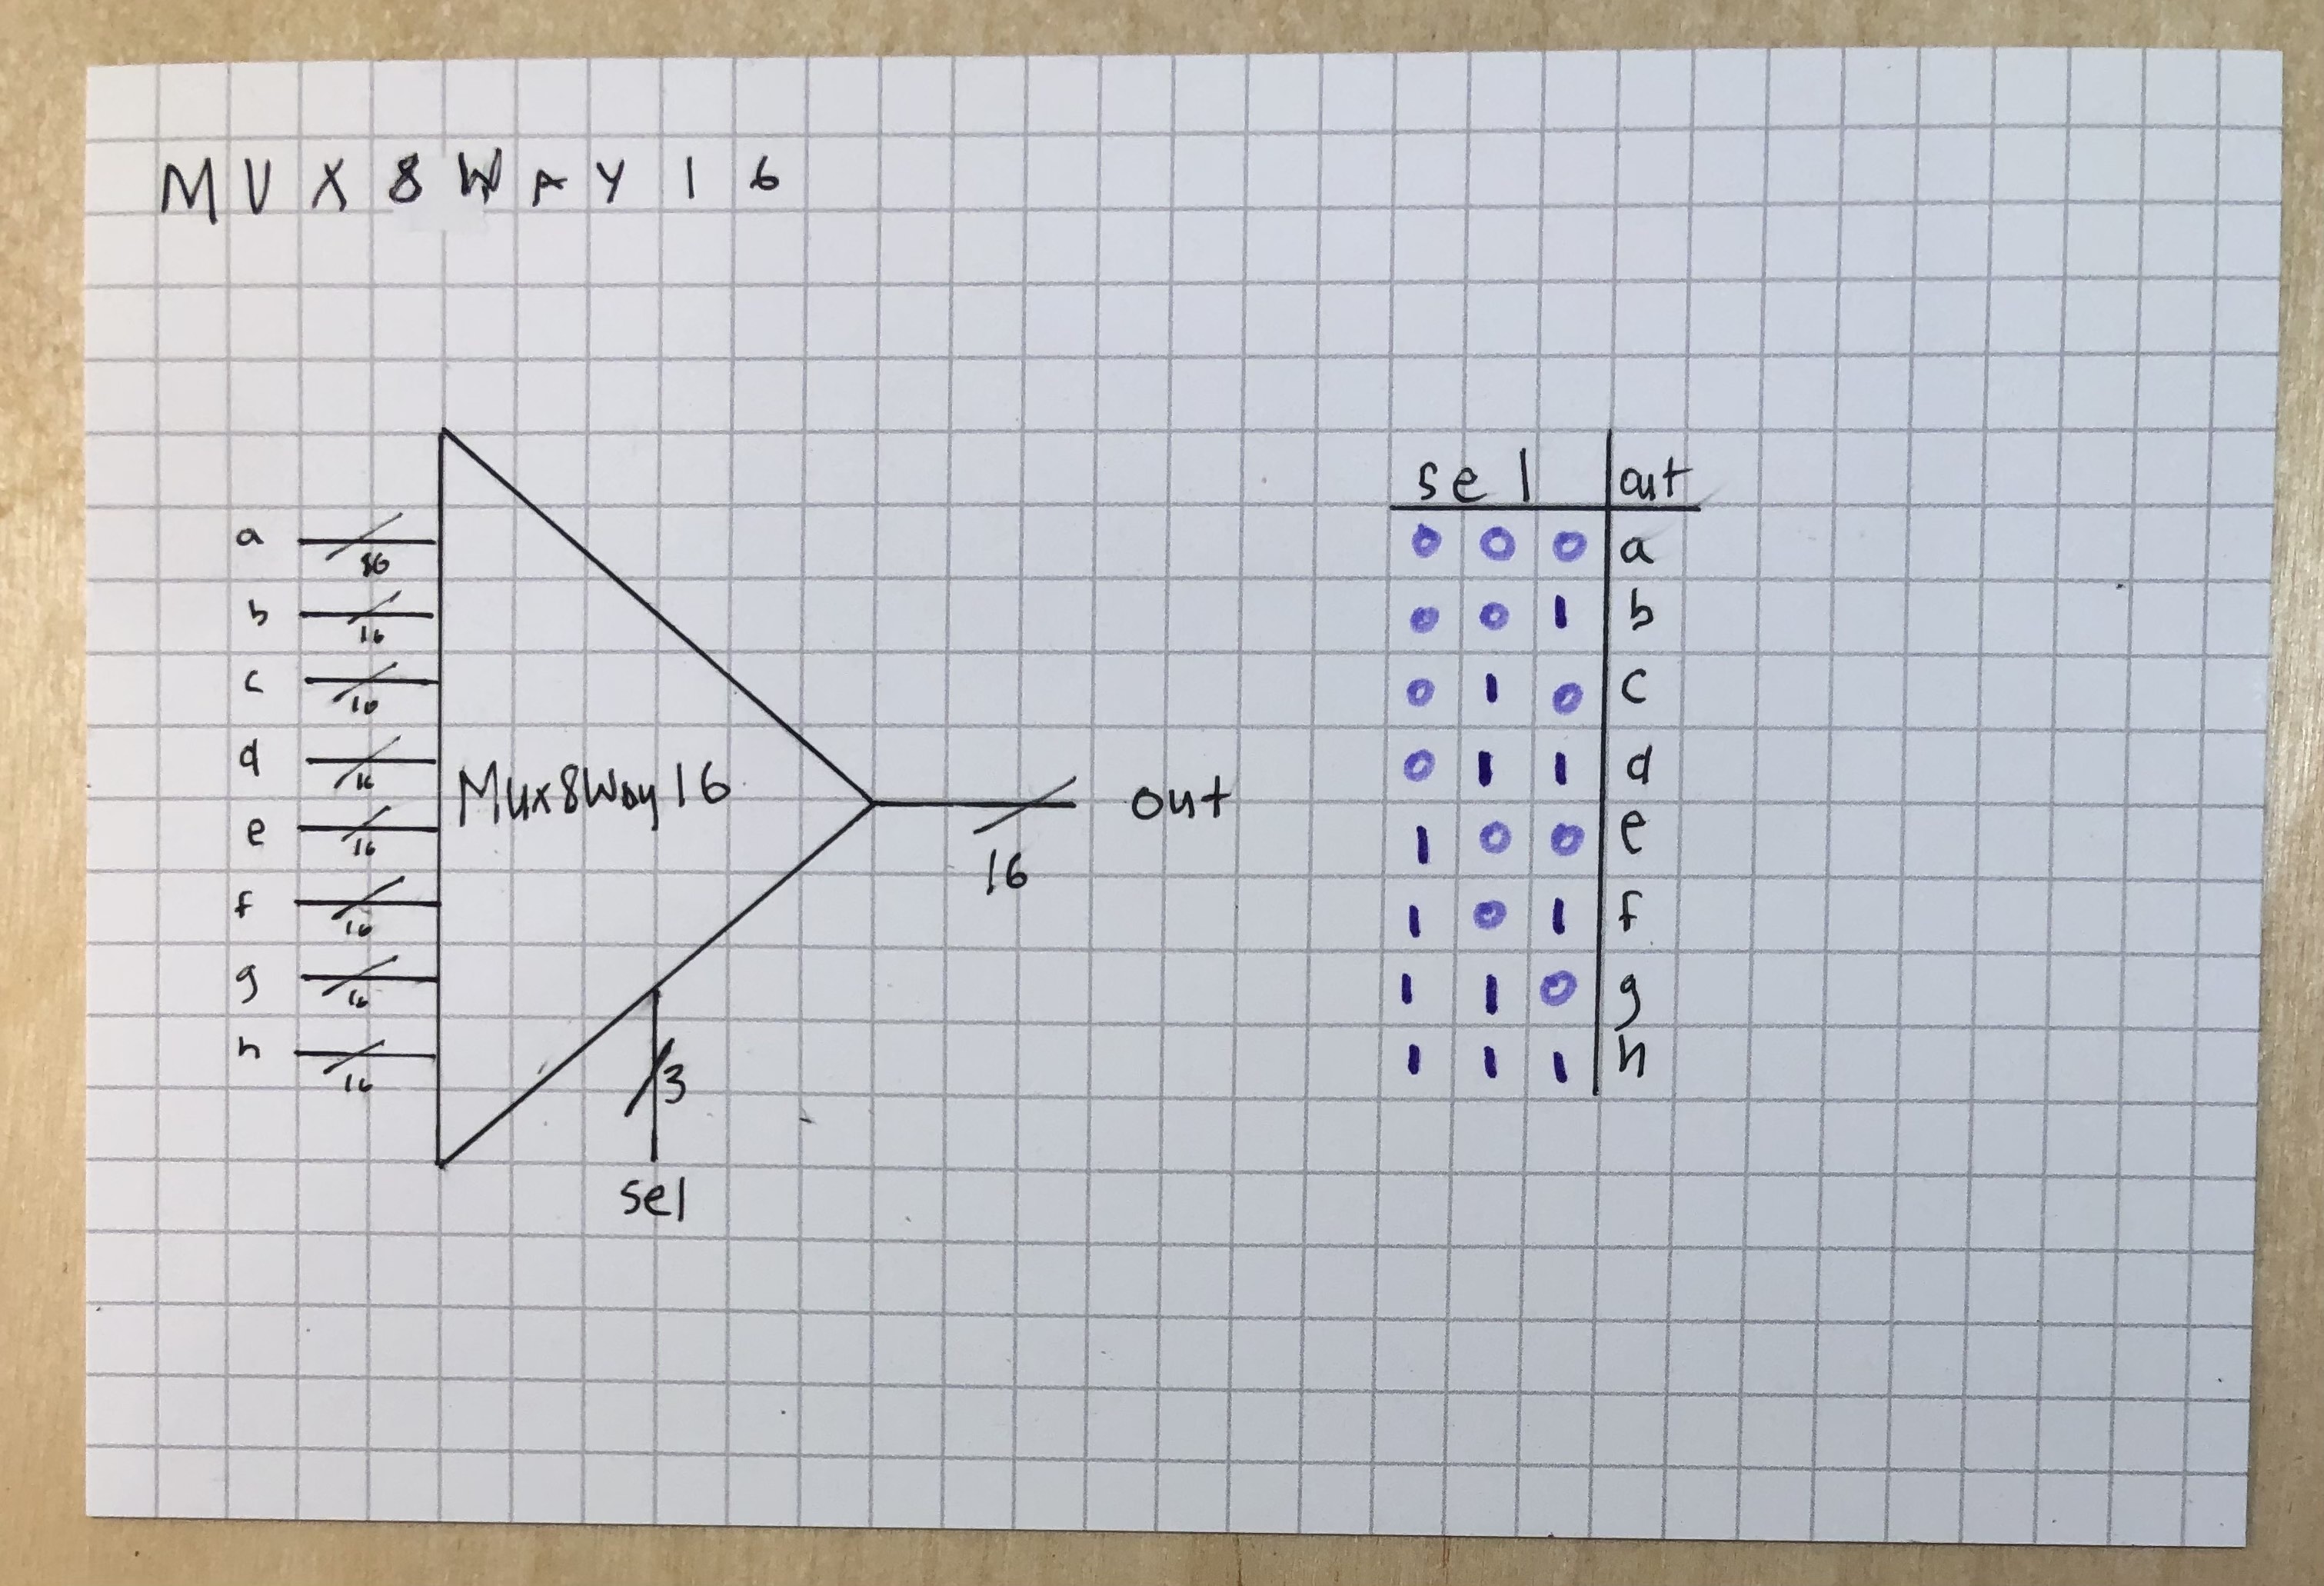 MUX8WAY16
a 16
b 16
c 16
d 16
e 16
f 16
g 16
h 16
Mux8Way16
16 out
3
sel
sel out
0 0 0 a
0 0 1 b
0 1 0 c
0 1 1 d
1 0 0 e
1 0 1 f
1 1 0 g
1 1 1 h